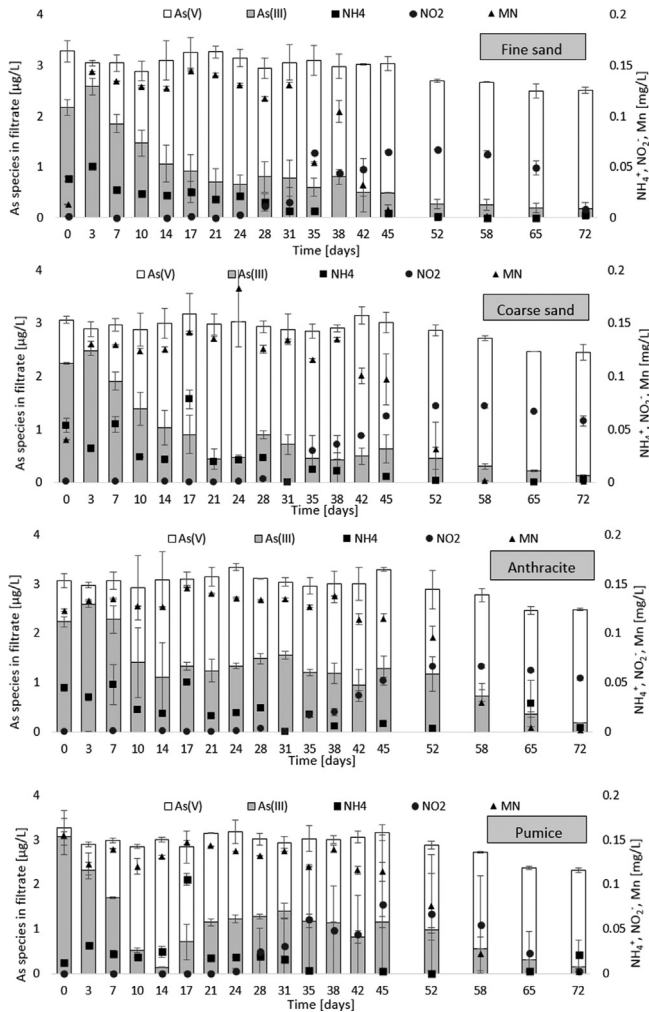 As(V) As(III) NH4 NO2 MN
Fine sand
As species in filtrate [µg/L]
4
3
2
1
0
0.2
0.15
0.1
0.05
0
NH₄⁺, NO₂⁻, Mn [mg/L]
0 3 7 10 14 17 21 24 28 31 35 38 42 45 52 58 65 72
Time [days]
As(V) As(III) NH4 NO2 MN
Coarse sand
As species in filtrate [µg/L]
4
3
2
1
0
0.2
0.15
0.1
0.05
0
NH₄⁺, NO₂⁻, Mn [mg/L]
0 3 7 10 14 17 21 24 28 31 35 38 42 45 52 58 65 72
Time [days]
As(V) As(III) NH4 NO2 MN
Anthracite
As species in filtrate [µg/L]
4
3
2
1
0
0.2
0.15
0.1
0.05
0
NH₄⁺, NO₂⁻, Mn [mg/L]
0 3 7 10 14 17 21 24 28 31 35 38 42 45 52 58 65 72
Time [days]
As(V) As(III) NH4 NO2 MN
Pumice
As species in filtrate [µg/L]
4
3
2
1
0
0.2
0.15
0.1
0.05
0
NH₄⁺, NO₂⁻, Mn [mg/L]
0 3 7 10 14 17 21 24 28 31 35 38 42 45 52 58 65 72
Time [days]